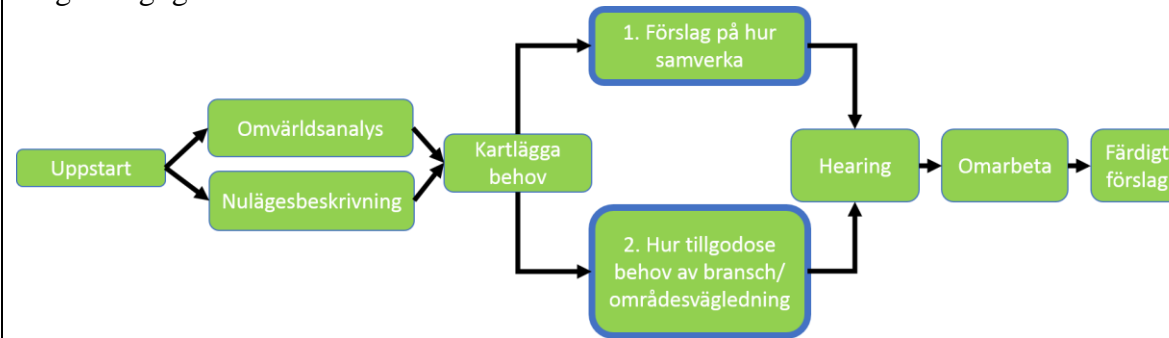 Uppstart
Omvärldsanalys
Nulägesbeskrivning
Kartlägga
behov
1. Förslag på hur
samverka
2. Hur tillgodose
behov av bransch/
områdesvägledning
Hearing
Omarbeta
Färdigt
förslag